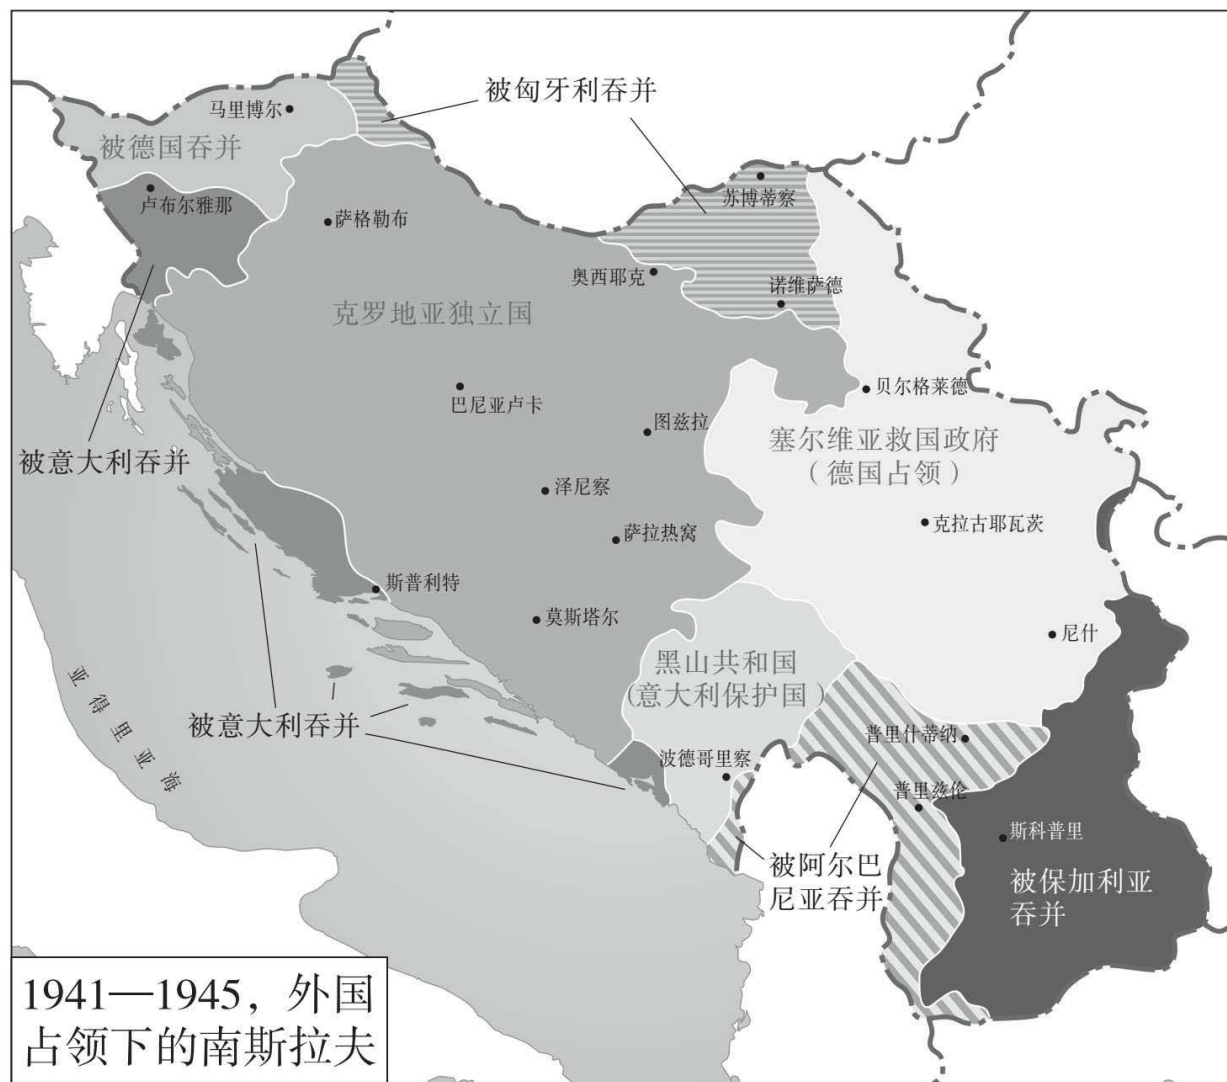 被匈牙利吞并
马里博尔
被德国吞并
苏博蒂察
卢布尔雅那
萨格勒布
奥西耶克
诺维萨德
克罗地亚独立国
贝尔格莱德
巴尼亚卢卡
图兹拉
塞尔维亚救国政府
（德国占领）
被意大利吞并
泽尼察
克拉古耶瓦茨
萨拉热窝
斯普利特
莫斯塔尔
尼什
黑山共和国
(意大利保护国）
亚得里亚海
被意大利吞并
普里什蒂纳
波德哥里察
普里兹伦
斯科普里
被阿尔巴
尼亚吞并
被保加利亚
吞并
1941—1945，外国
占领下的南斯拉夫